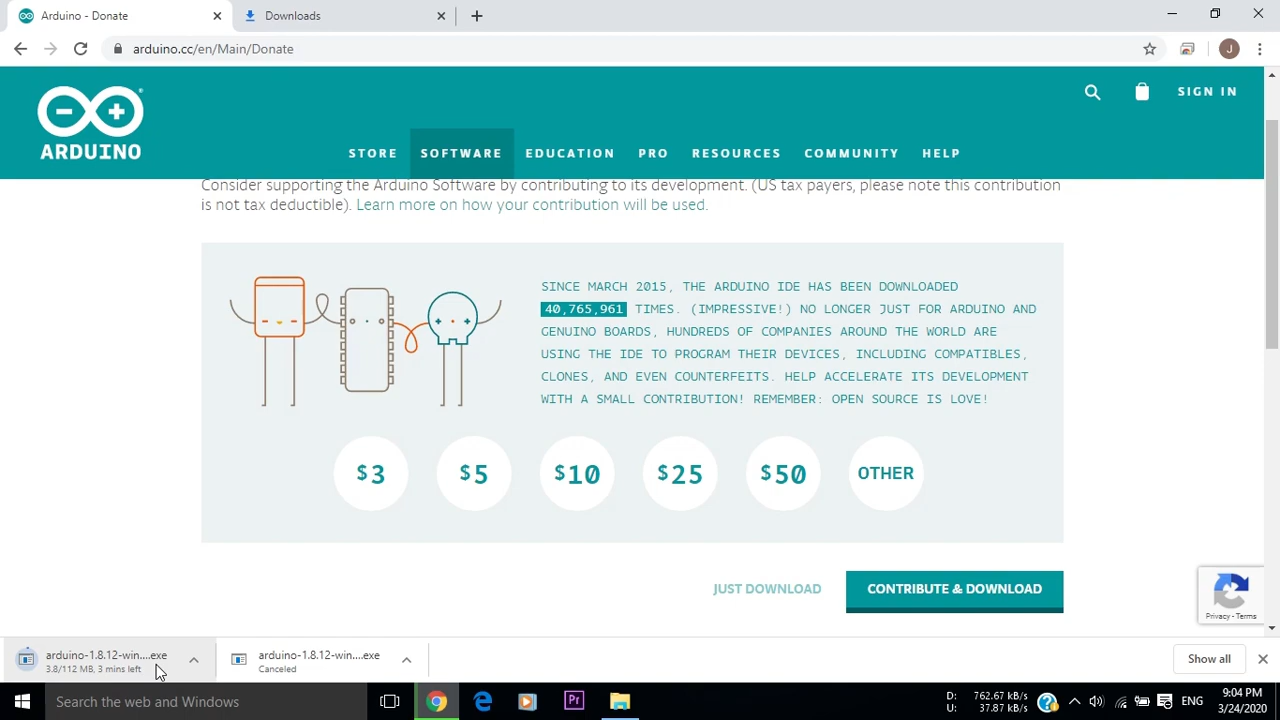 Arduino - Donate
Downloads
arduino.cc/en/Main/Donate
J
SIGN IN
ARDUINO
STORE SOFTWARE EDUCATION PRO RESOURCES COMMUNITY HELP
Consider supporting the Arduino Software by contributing to its development. (US tax payers, please note this contribution
is not tax deductible). Learn more on how your contribution will be used.
SINCE MARCH 2015, THE ARDUINO IDE HAS BEEN DOWNLOADED
40,765,961 TIMES. (IMPRESSIVE!) NO LONGER JUST FOR ARDUINO AND
GENUINO BOARDS, HUNDREDS OF COMPANIES AROUND THE WORLD ARE
USING THE IDE TO PROGRAM THEIR DEVICES, INCLUDING COMPATIBLES,
CLONES, AND EVEN COUNTERFEITS. HELP ACCELERATE ITS DEVELOPMENT
WITH A SMALL CONTRIBUTION! REMEMBER: OPEN SOURCE IS LOVE!
$3 $5 $10 $25 $50 OTHER
JUST DOWNLOAD CONTRIBUTE & DOWNLOAD
Privacy - Terms
arduino-1.8.12-win....exe
3.8/112 MB, 3 mins left
arduino-1.8.12-win....exe
Canceled
Show all
Search the web and Windows
Pr
D: 762.67 kB/s
U: 37.87 kB/s
ENG
9:04 PM
3/24/2020